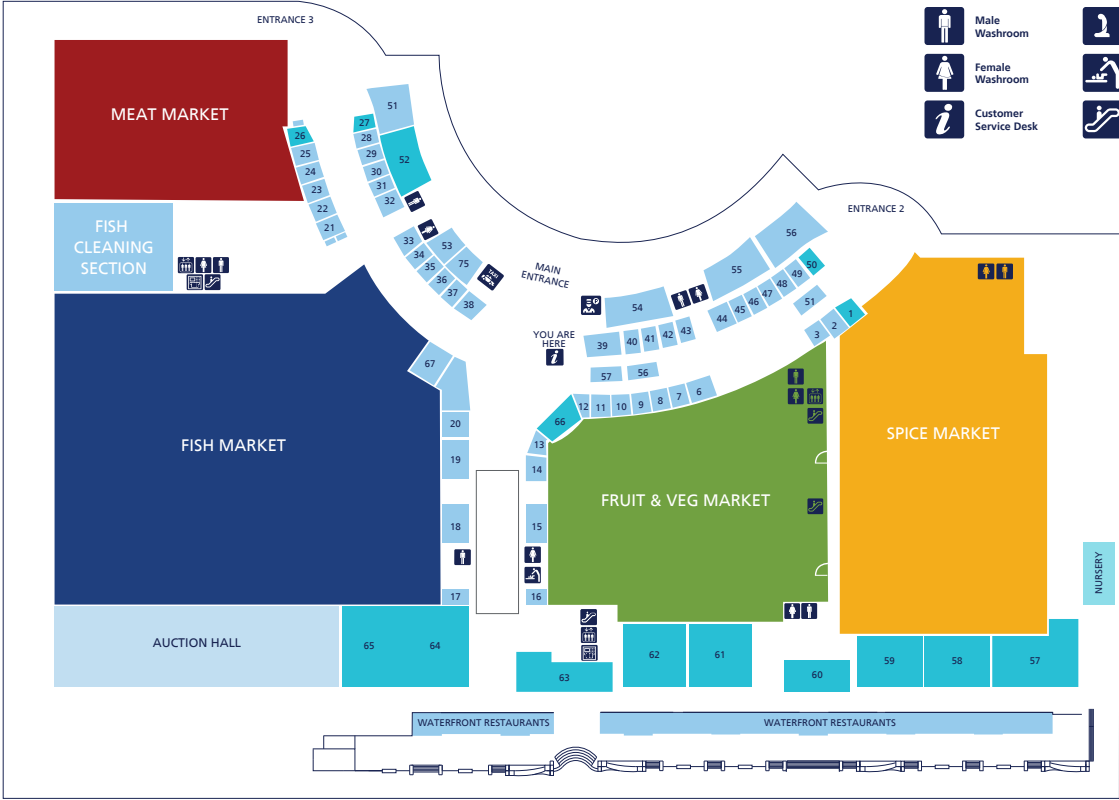 ENTRANCE 3
Male
Washroom
Female
Washroom
Customer
Service Desk
MEAT MARKET
FISH
CLEANING
SECTION
26
25
24
23
22
21
27
28
29
30
31
32
51
52
33
34
35
36
37
38
53
75
TAXI
MAIN
ENTRANCE
ENTRANCE 2
YOU ARE
HERE
54
55
56
39
40
41
42
43
44
45
46
47
48
49
50
51
57
56
1
2
3
12
11
10
9
8
7
6
66
67
20
19
18
17
13
14
15
16
FISH MARKET
FRUIT & VEG MARKET
SPICE MARKET
NURSERY
AUCTION HALL
65
64
63
62
61
60
59
58
57
WATERFRONT RESTAURANTS
WATERFRONT RESTAURANTS